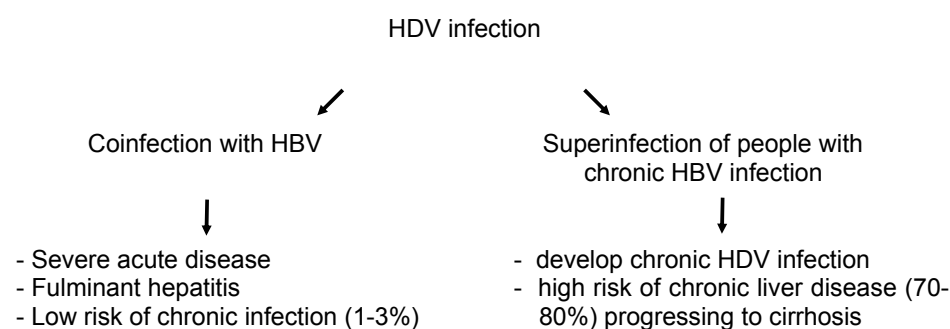 HDV infection
Coinfection with HBV
Superinfection of people with
chronic HBV infection
- Severe acute disease
- Fulminant hepatitis
- Low risk of chronic infection (1-3%)
- develop chronic HDV infection
- high risk of chronic liver disease (70-
80%) progressing to cirrhosis